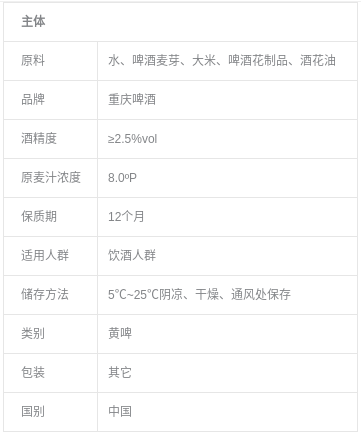 主体
原料 水、啤酒麦芽、大米、啤酒花制品、酒花油
品牌 重庆啤酒
酒精度 ≥2.5%vol
原麦汁浓度 8.0ºP
保质期 12个月
适用人群 饮酒人群
储存方法 5℃~25℃阴凉、干燥、通风处保存
类别 黄啤
包装 其它
国别 中国